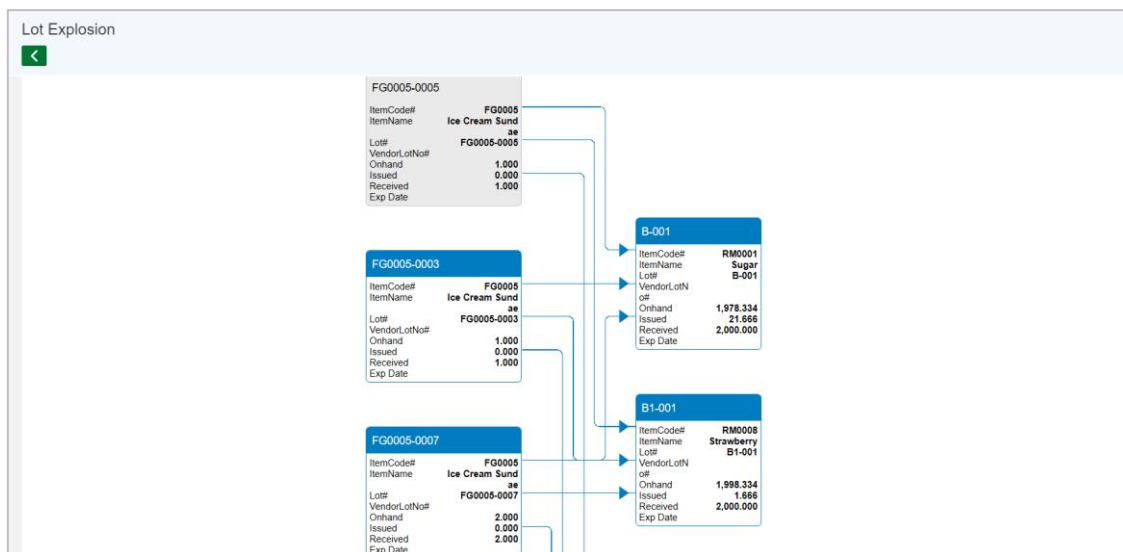 Lot Explosion
FG0005-0005
ItemCode# FG0005
ItemName Ice Cream Sund
ae
Lot# FG0005-0005
VendorLotNo#
Onhand 1.000
Issued 0.000
Received 1.000
Exp Date
FG0005-0003
ItemCode# FG0005
ItemName Ice Cream Sund
ae
Lot# FG0005-0003
VendorLotNo#
Onhand 1.000
Issued 0.000
Received 1.000
Exp Date
FG0005-0007
ItemCode# FG0005
ItemName Ice Cream Sund
ae
Lot# FG0005-0007
VendorLotNo#
Onhand 2.000
Issued 0.000
Received 2.000
Exp Date
B-001
ItemCode# RM0001
ItemName Sugar
Lot# B-001
VendorLotN
o#
Onhand 1,978.334
Issued 21.666
Received 2,000.000
Exp Date
B1-001
ItemCode# RM0008
ItemName Strawberry
Lot# B1-001
VendorLotN
o#
Onhand 1,998.334
Issued 1.666
Received 2,000.000
Exp Date